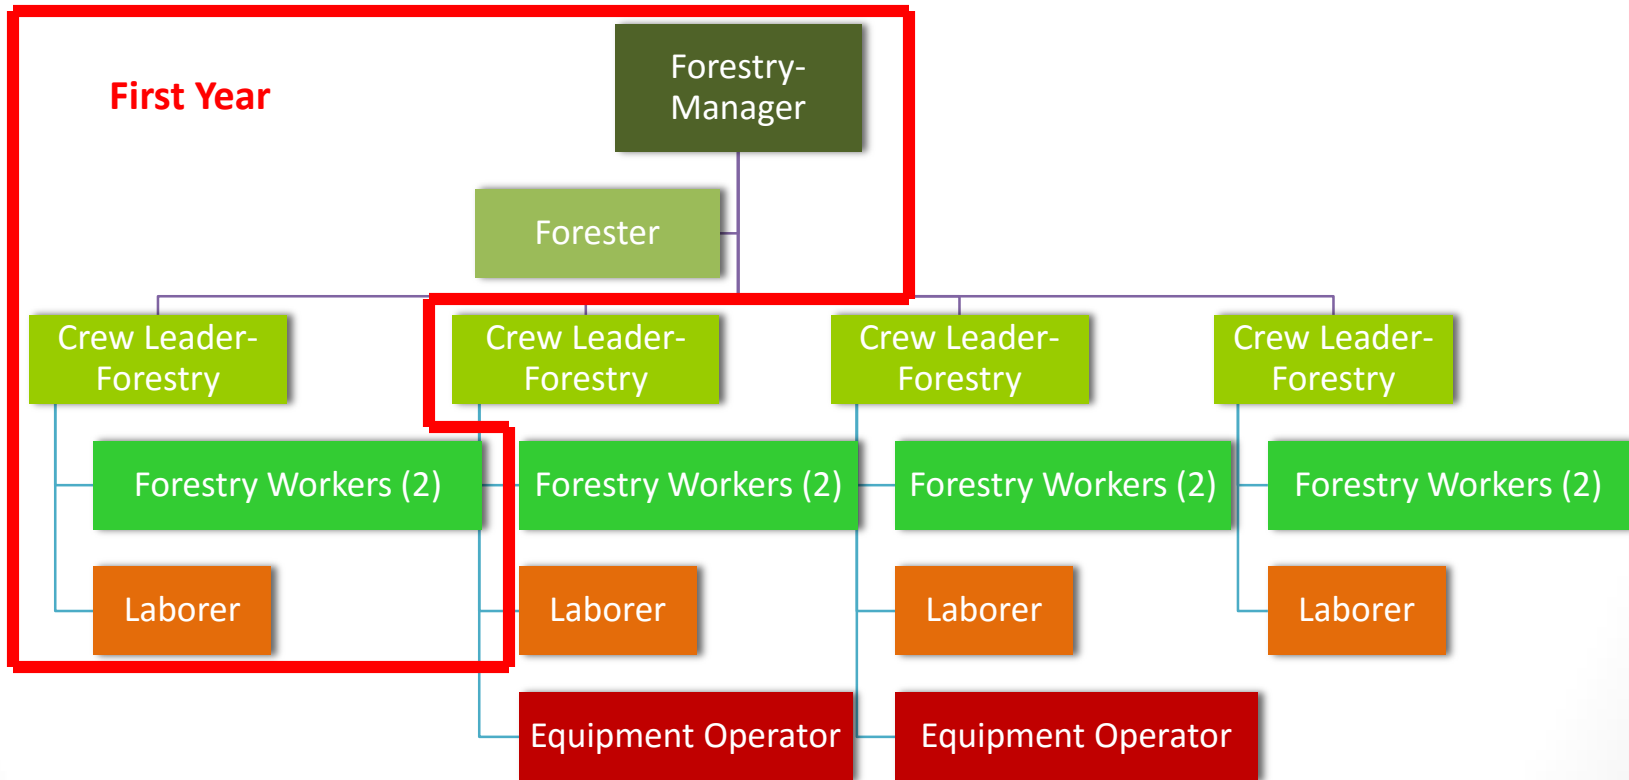 First Year
Forestry-
Manager
Forester
Crew Leader-
Forestry
Crew Leader-
Forestry
Crew Leader-
Forestry
Crew Leader-
Forestry
Forestry Workers (2)
Forestry Workers (2)
Forestry Workers (2)
Forestry Workers (2)
Laborer
Laborer
Laborer
Laborer
Equipment Operator
Equipment Operator